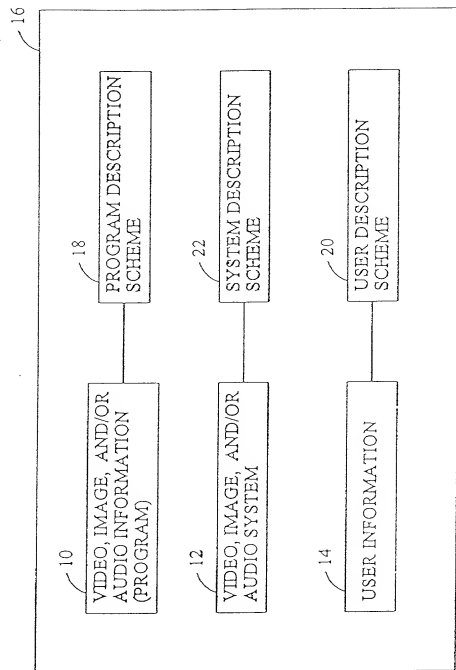 16
10
VIDEO, IMAGE, AND/OR
AUDIO INFORMATION
(PROGRAM)
18
PROGRAM DESCRIPTION
SCHEME
12
VIDEO, IMAGE, AND/OR
AUDIO SYSTEM
22
SYSTEM DESCRIPTION
SCHEME
14
USER INFORMATION
20
USER DESCRIPTION
SCHEME